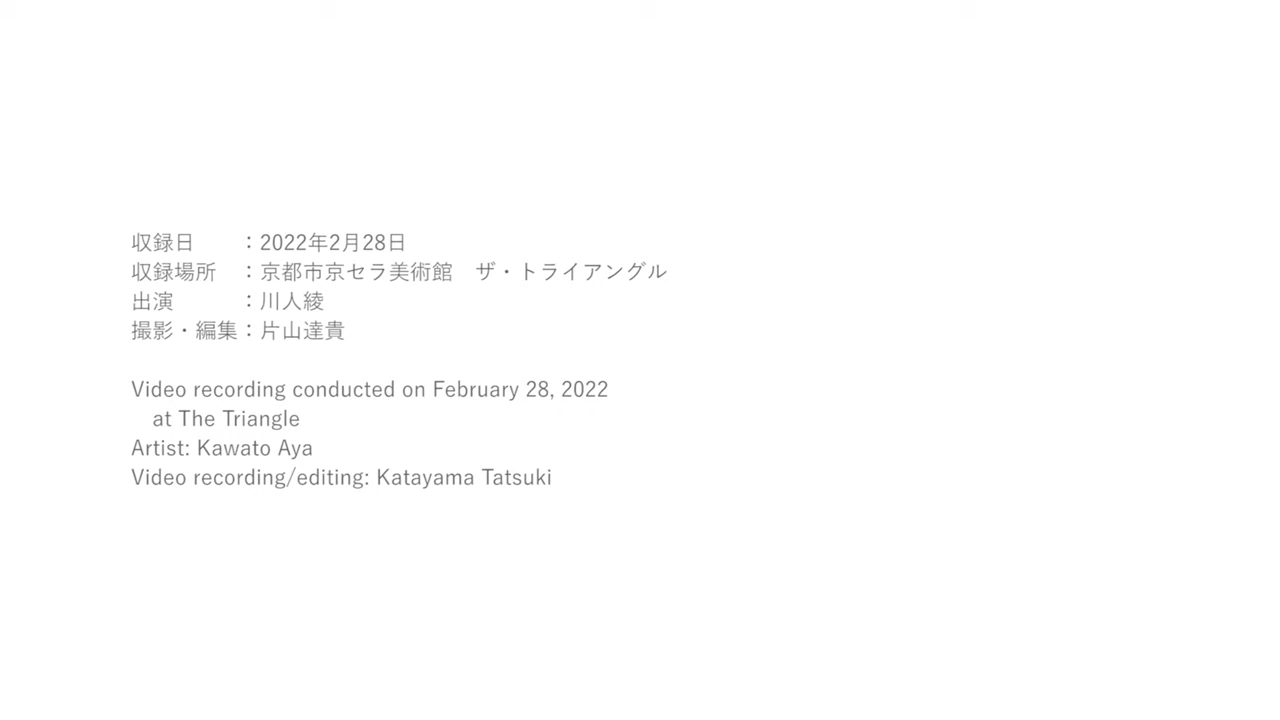 収録日　　：2022年2月28日
収録場所　：京都市京セラ美術館　ザ・トライアングル
出演　　　：川人綾
撮影・編集：片山達貴
Video recording conducted on February 28, 2022
at The Triangle
Artist: Kawato Aya
Video recording/editing: Katayama Tatsuki